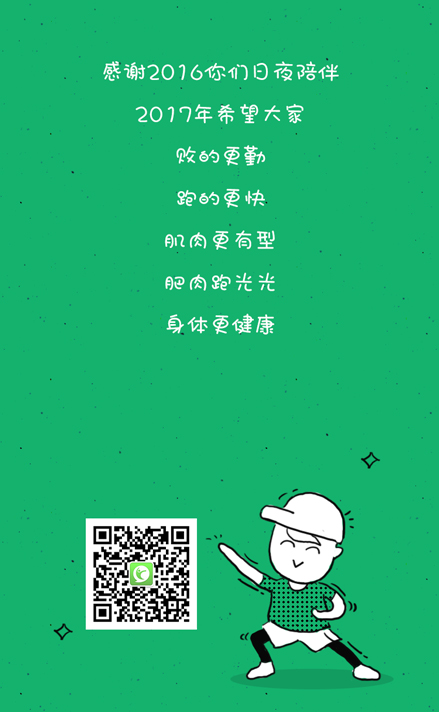 感谢2016你们日夜陪伴
2017年希望大家
败的更勤
跑的更快
肌肉更有型
肥肉跑光光
身体更健康